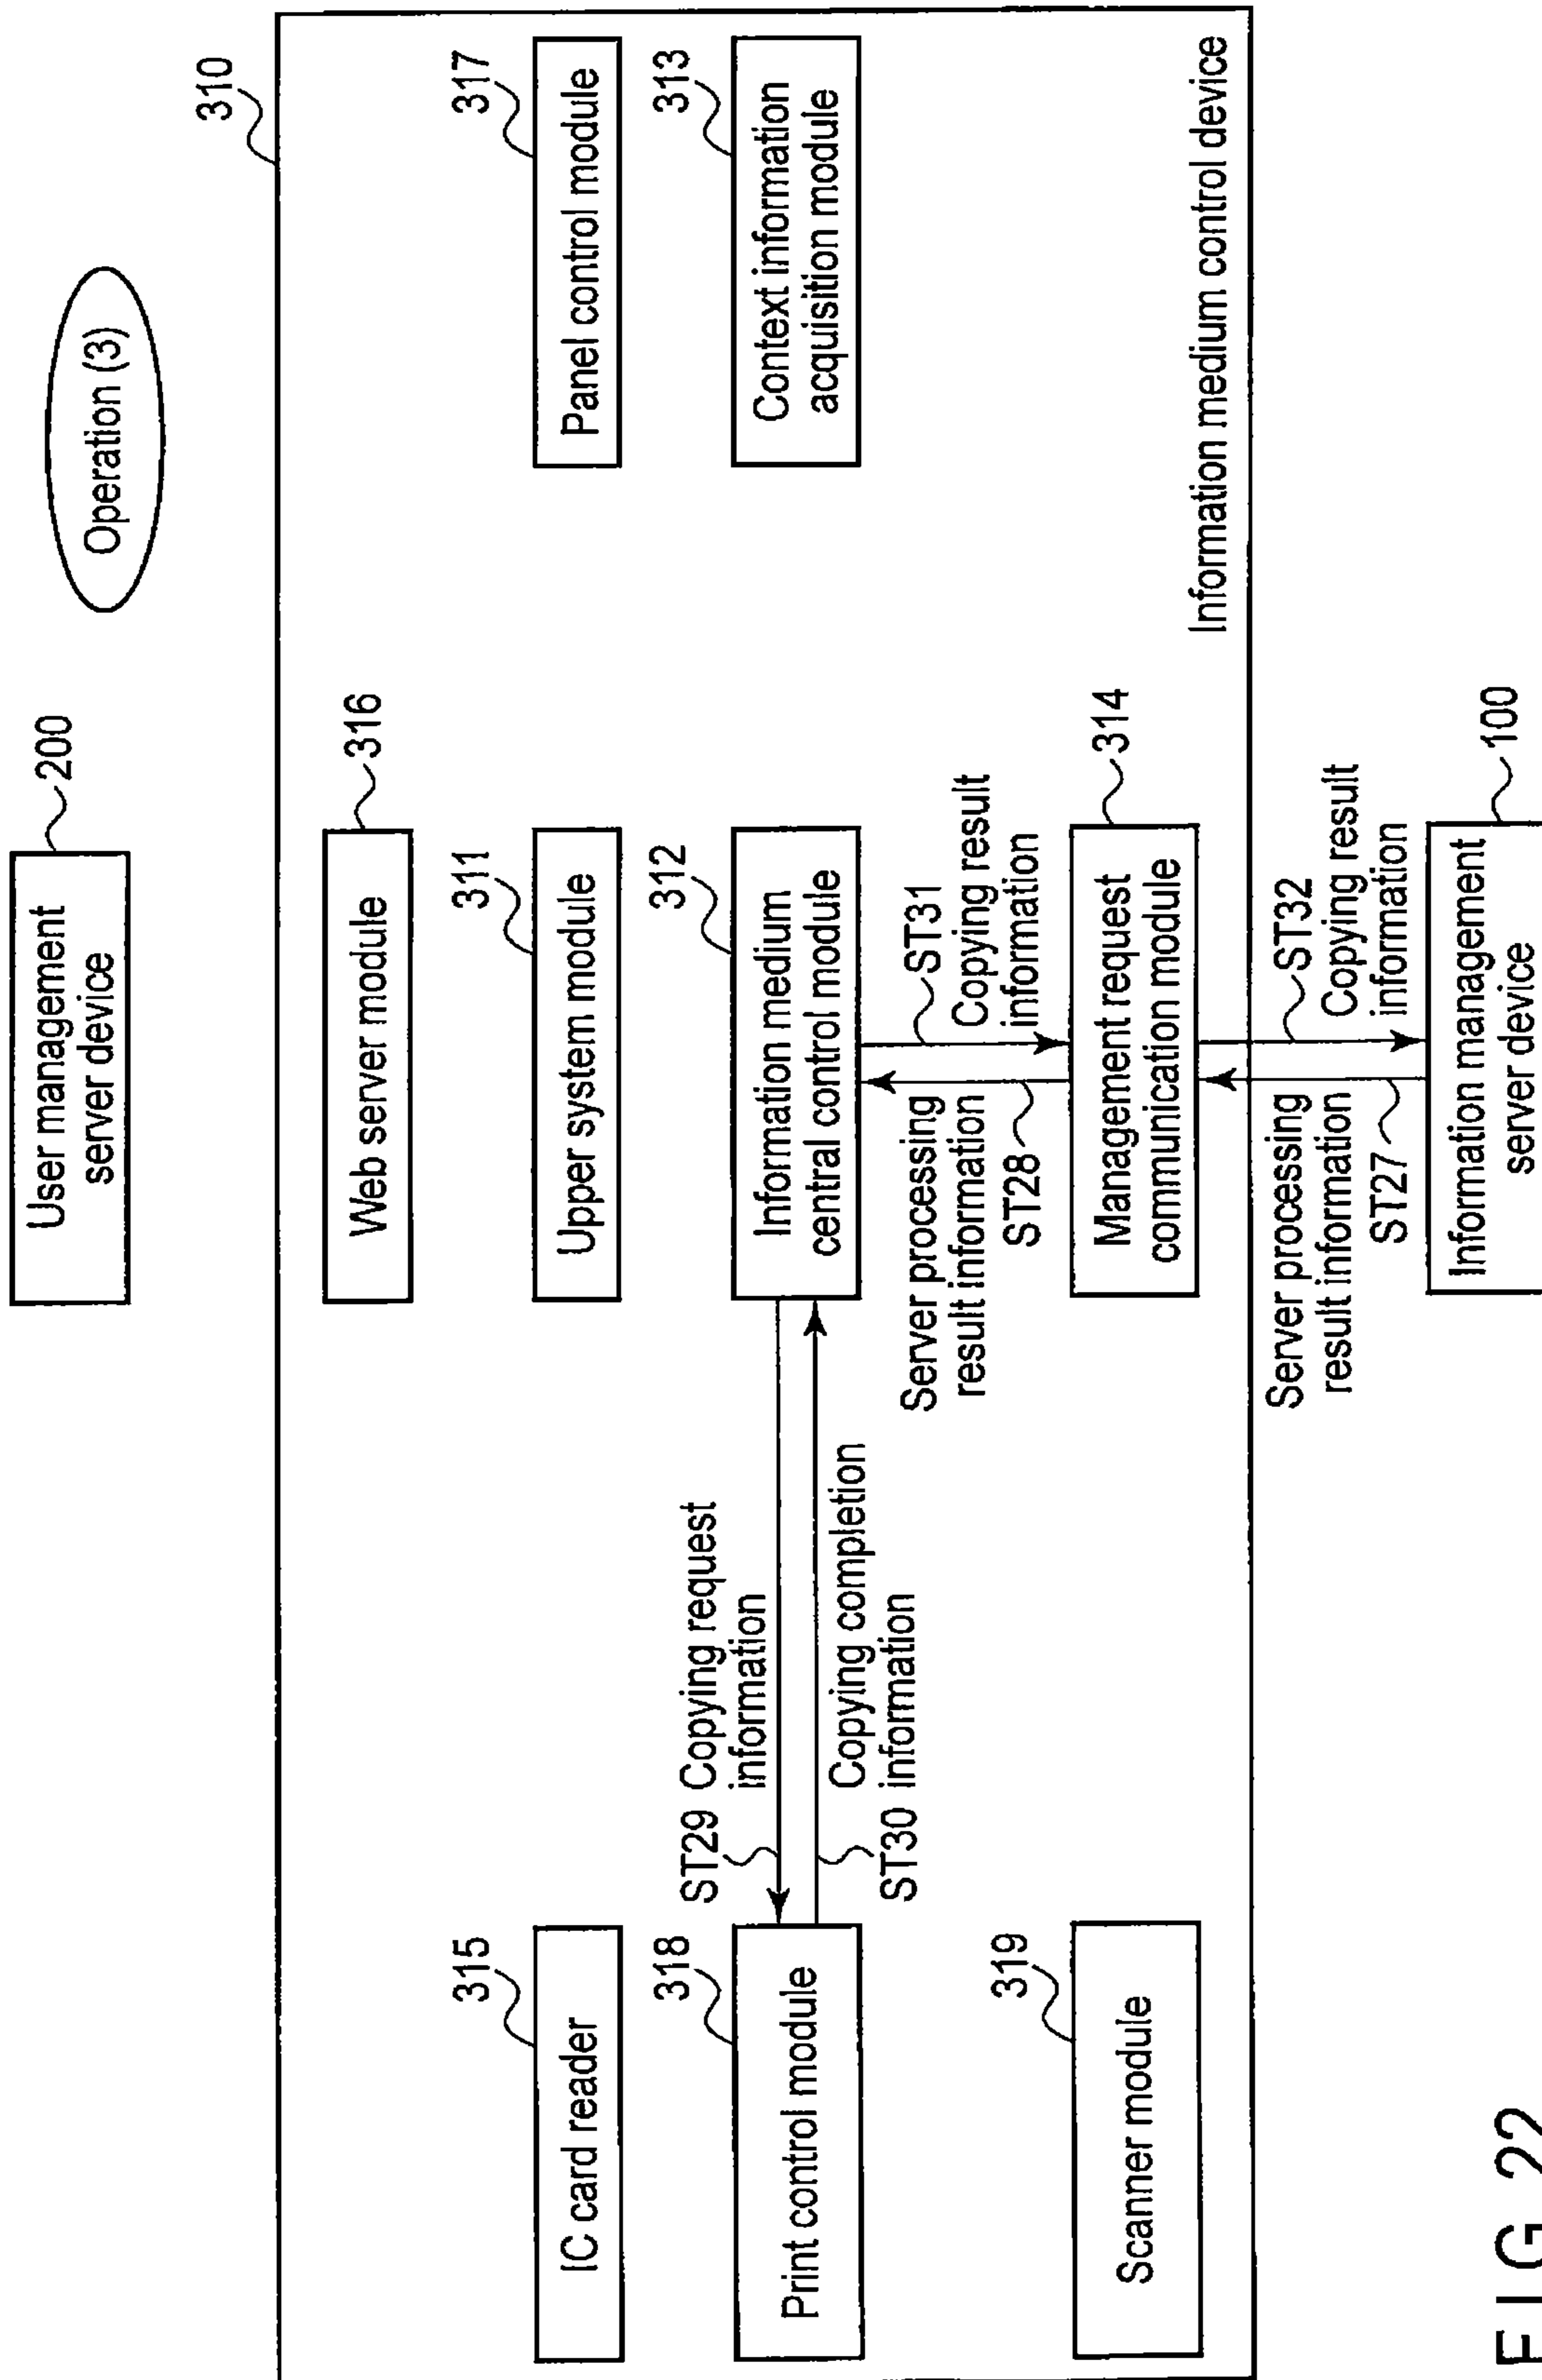 Operation (3)
User management
server device
200
310
Web server module
316
IC card reader
315
Upper system module
311
Panel control module
317
Print control module
318
ST29 Copying request
information
Copying completion
ST30 information
Information medium
central control module
312
Context information
acquisition module
313
Server processing
result information
ST28
ST31
Copying result
information
Scanner module
319
Management request
communication module
314
Information medium control device
Server processing
result information
ST27
ST32
Copying result
information
Information management
server device
100
FIG. 22